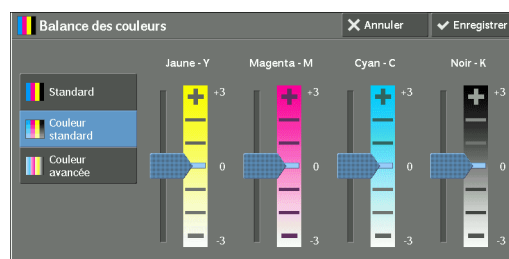 Balance des couleurs
Annuler
Enregistrer
Standard
Couleur
standard
Couleur
avancée
Jaune - Y
Magenta - M
Cyan - C
Noir - K
+3
+3
+3
+3
0
0
0
0
-3
-3
-3
-3